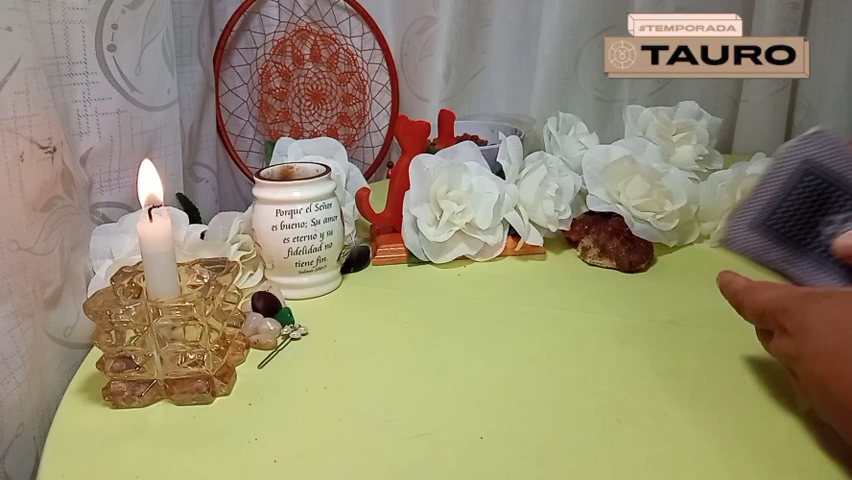 #TEMPORADA
TAURO
Porque el Señor
es bueno; Su amor
es eterno y su
fidelidad no
tiene fin.